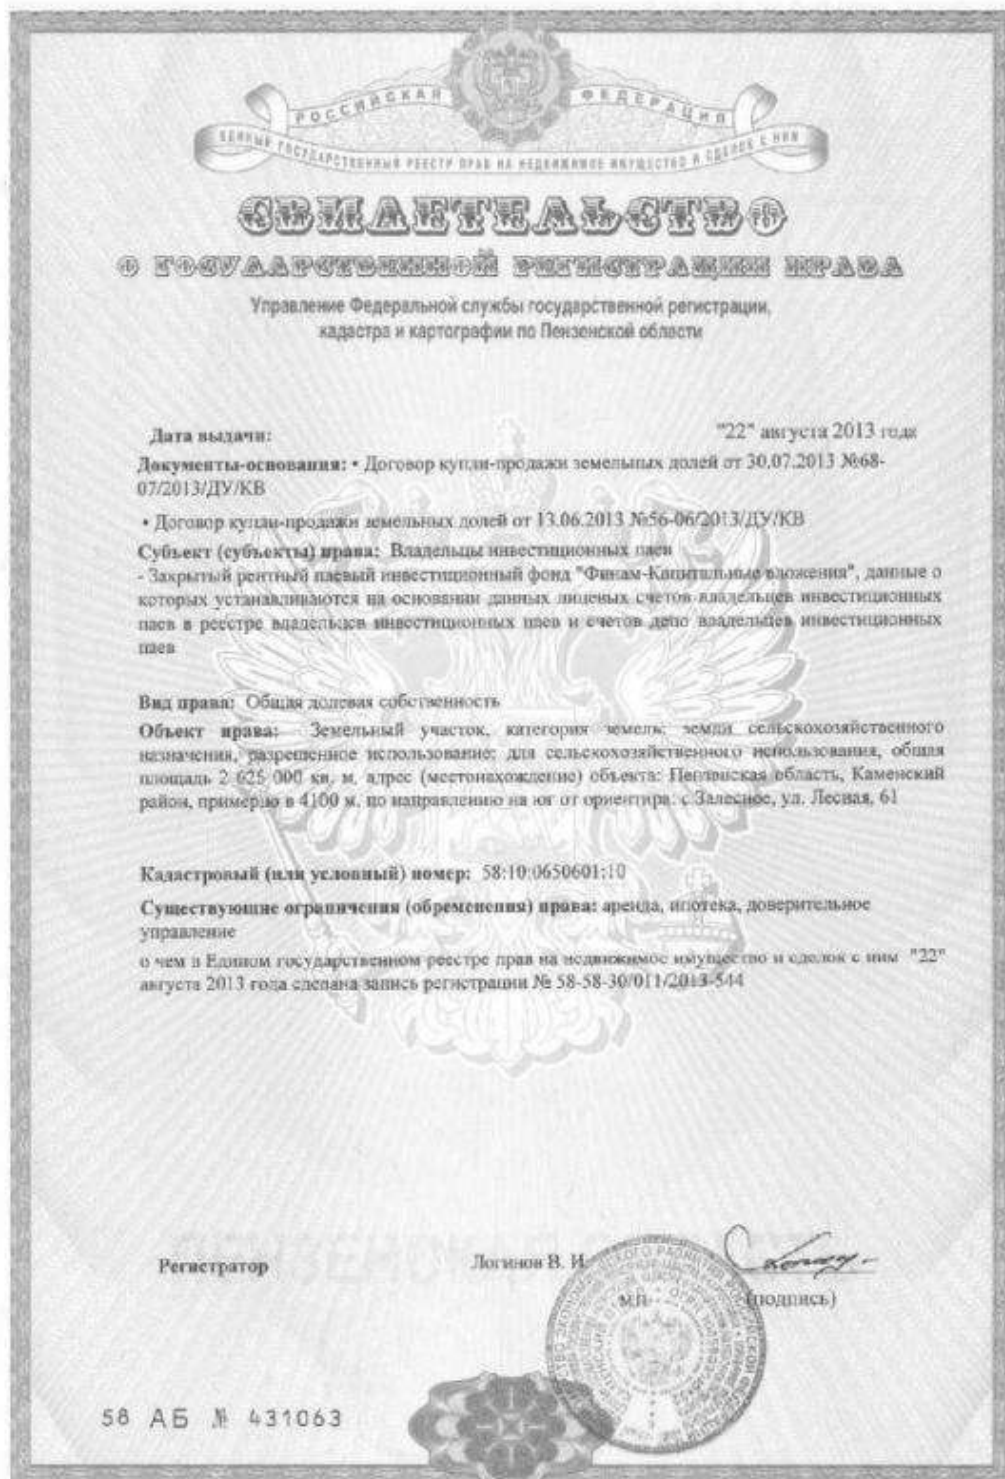 РОССИЙСКАЯ ФЕДЕРАЦИЯ
ЕДИНЫЙ ГОСУДАРСТВЕННЫЙ РЕЕСТР ПРАВ НА НЕДВИЖИМОЕ ИМУЩЕСТВО И СДЕЛОК С НИМ
СВИДЕТЕЛЬСТВО
О ГОСУДАРСТВЕННОЙ РЕГИСТРАЦИИ ПРАВА
Управление Федеральной службы государственной регистрации,
кадастра и картографии по Пензенской области
Дата выдачи: "22" августа 2013 года
Документы-основания: • Договор купли-продажи земельных долей от 30.07.2013 №68-
07/2013/ДУ/КВ
• Договор купли-продажи земельных долей от 13.06.2013 №56-06/2013/ДУ/КВ
Субъект (субъекты) права: Владельцы инвестиционных паев
- Закрытый рентный паевый инвестиционный фонд "Финам-Капитальные вложения", данные о
которых устанавливаются на основании данных лицевых счетов владельцев инвестиционных
паев в реестре владельцев инвестиционных паев и счетов депо владельцев инвестиционных
паев
Вид права: Общая долевая собственность
Объект права: Земельный участок, категория земель: земли сельскохозяйственного
назначения, разрешенное использование: для сельскохозяйственного использования, общая
площадь 2 625 000 кв. м, адрес (местонахождение) объекта: Пензенская область, Каменский
район, примерно в 4100 м, по направлению на юг от ориентира: с Залесное, ул. Лесная, 61
Кадастровый (или условный) номер: 58:10:0650601:10
Существующие ограничения (обременения) права: аренда, ипотека, доверительное
управление
о чем в Едином государственном реестре прав на недвижимое имущество и сделок с ним "22"
августа 2013 года сделана запись регистрации № 58-58-30/011/2013-544
Регистратор Логинов В. И.
м.п. (подпись)
58 АБ № 431063